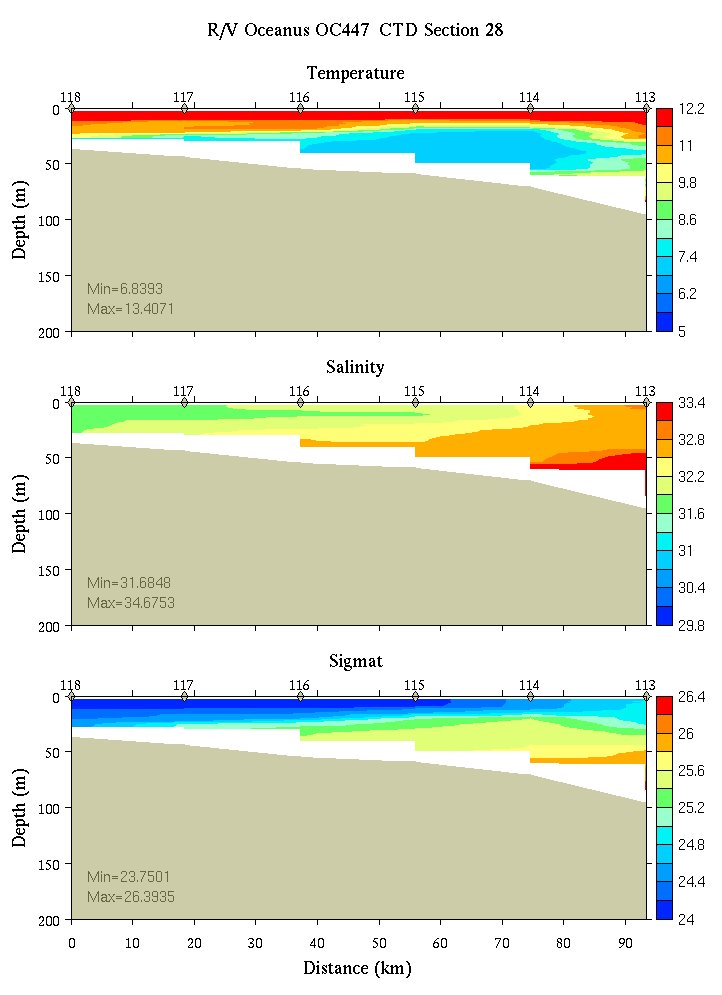 R/V Oceanus OC447 CTD Section 28
Temperature
118 117 116 115 114 113
0
50
100
150
200
Depth (m)
Min=6.8393
Max=13.4071
12.2
11
9.8
8.6
7.4
6.2
5
Salinity
118 117 116 115 114 113
0
50
100
150
200
Depth (m)
Min=31.6848
Max=34.6753
33.4
32.8
32.2
31.6
31
30.4
29.8
Sigmat
118 117 116 115 114 113
0
50
100
150
200
Depth (m)
Min=23.7501
Max=26.3935
26.4
26
25.6
25.2
24.8
24.4
24
0 10 20 30 40 50 60 70 80 90
Distance (km)